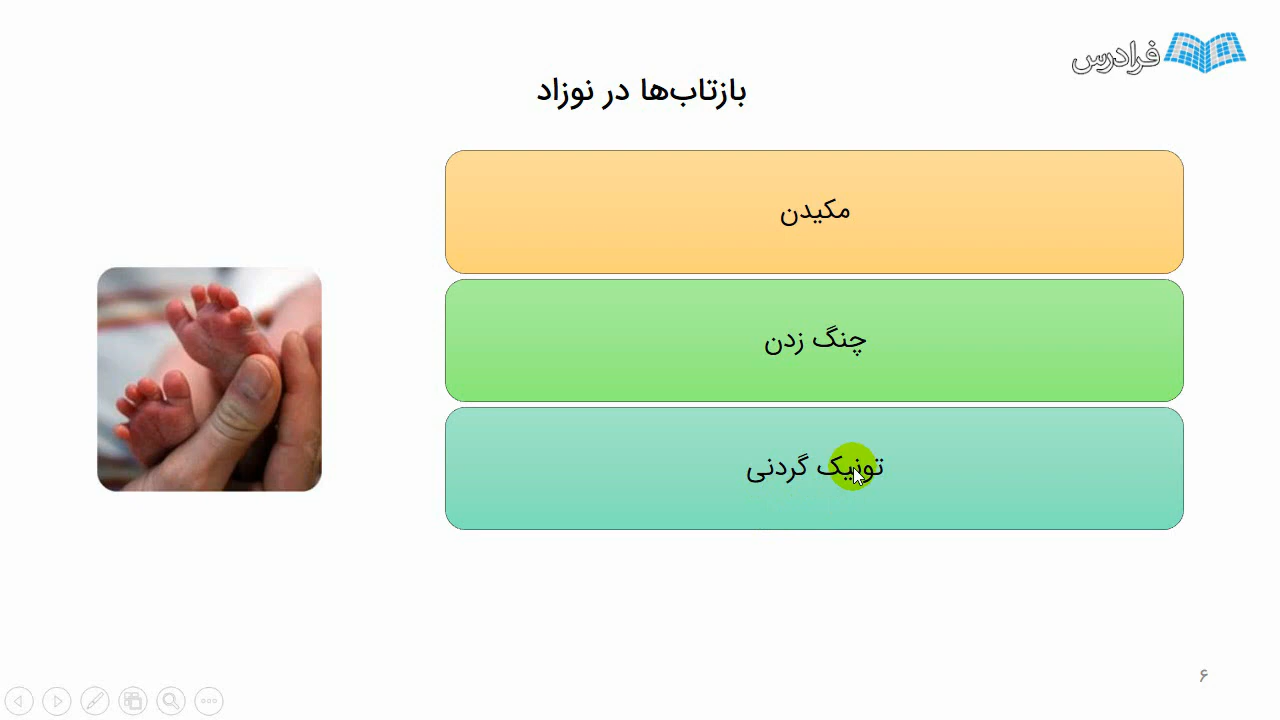 فرادرس
بازتاب‌ها در نوزاد
مکیدن
چنگ زدن
تونیک گردنی
۶